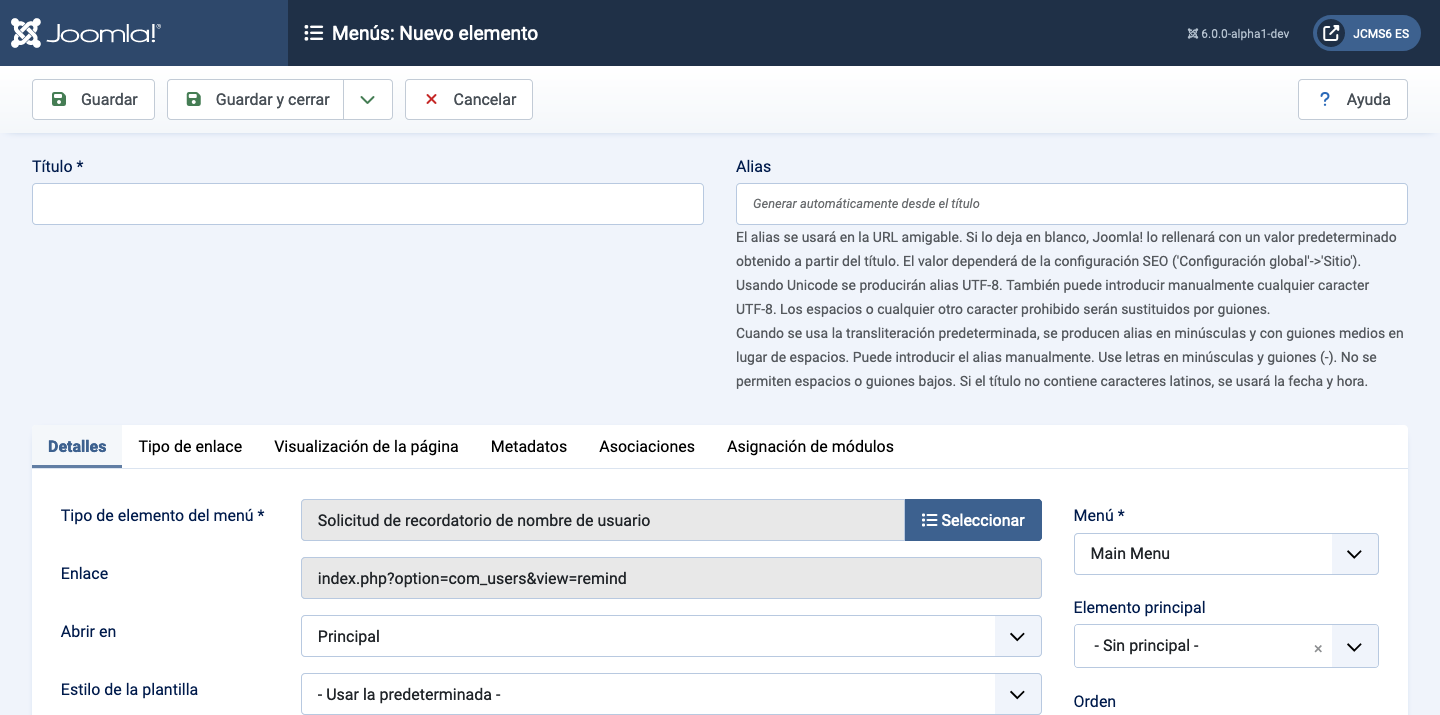 Joomla!®
Menús: Nuevo elemento
6.0.0-alpha1-dev
JCMS6 ES
Guardar
Guardar y cerrar
Cancelar
? Ayuda
Título *
Alias
Generar automáticamente desde el título
El alias se usará en la URL amigable. Si lo deja en blanco, Joomla! lo rellenará con un valor predeterminado
obtenido a partir del título. El valor dependerá de la configuración SEO ('Configuración global'->'Sitio').
Usando Unicode se producirán alias UTF-8. También puede introducir manualmente cualquier caracter
UTF-8. Los espacios o cualquier otro caracter prohibido serán sustituidos por guiones.
Cuando se usa la transliteración predeterminada, se producen alias en minúsculas y con guiones medios en
lugar de espacios. Puede introducir el alias manualmente. Use letras en minúsculas y guiones (-). No se
permiten espacios o guiones bajos. Si el título no contiene caracteres latinos, se usará la fecha y hora.
Detalles
Tipo de enlace
Visualización de la página
Metadatos
Asociaciones
Asignación de módulos
Tipo de elemento del menú *
Solicitud de recordatorio de nombre de usuario
Seleccionar
Enlace
index.php?option=com_users&view=remind
Abrir en
Principal
Estilo de la plantilla
- Usar la predeterminada -
Menú *
Main Menu
Elemento principal
- Sin principal -
×
Orden